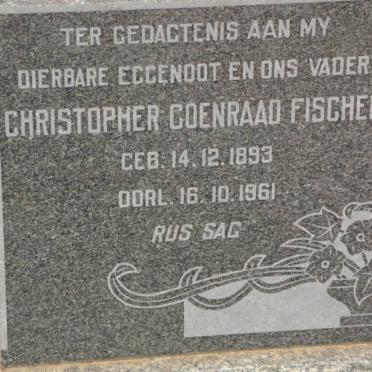 TER GEDAGTENIS AAN MY
DIERBARE EGGENOOT EN ONS VADER
CHRISTOPHER COENRAAD FISCHER
GEB. 14.12.1893
OORL. 16.10.1961
RUS SAG